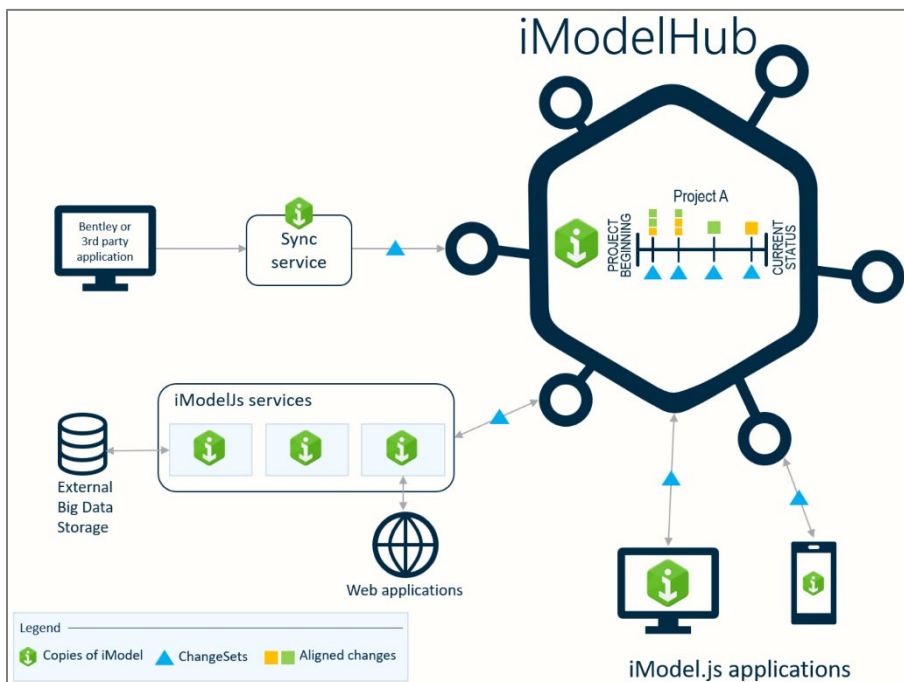 iModelHub
Project A
PROJECT
BEGINNING
CURRENT
STATUS
Bentley or
3rd party
application
Sync
service
iModelJs services
External
Big Data
Storage
Web applications
iModel.js applications
Legend
Copies of iModel
ChangeSets
Aligned changes